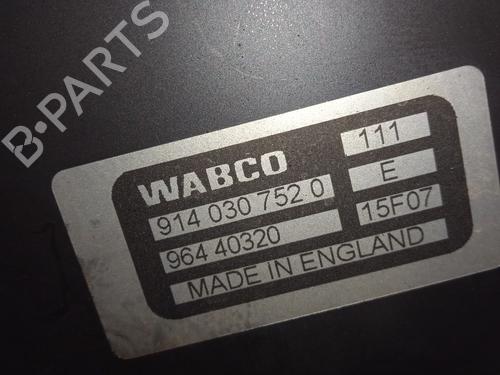 B-PARTS
WABCO 111
914 030 752 0 E
964 40320 15F07
MADE IN ENGLAND